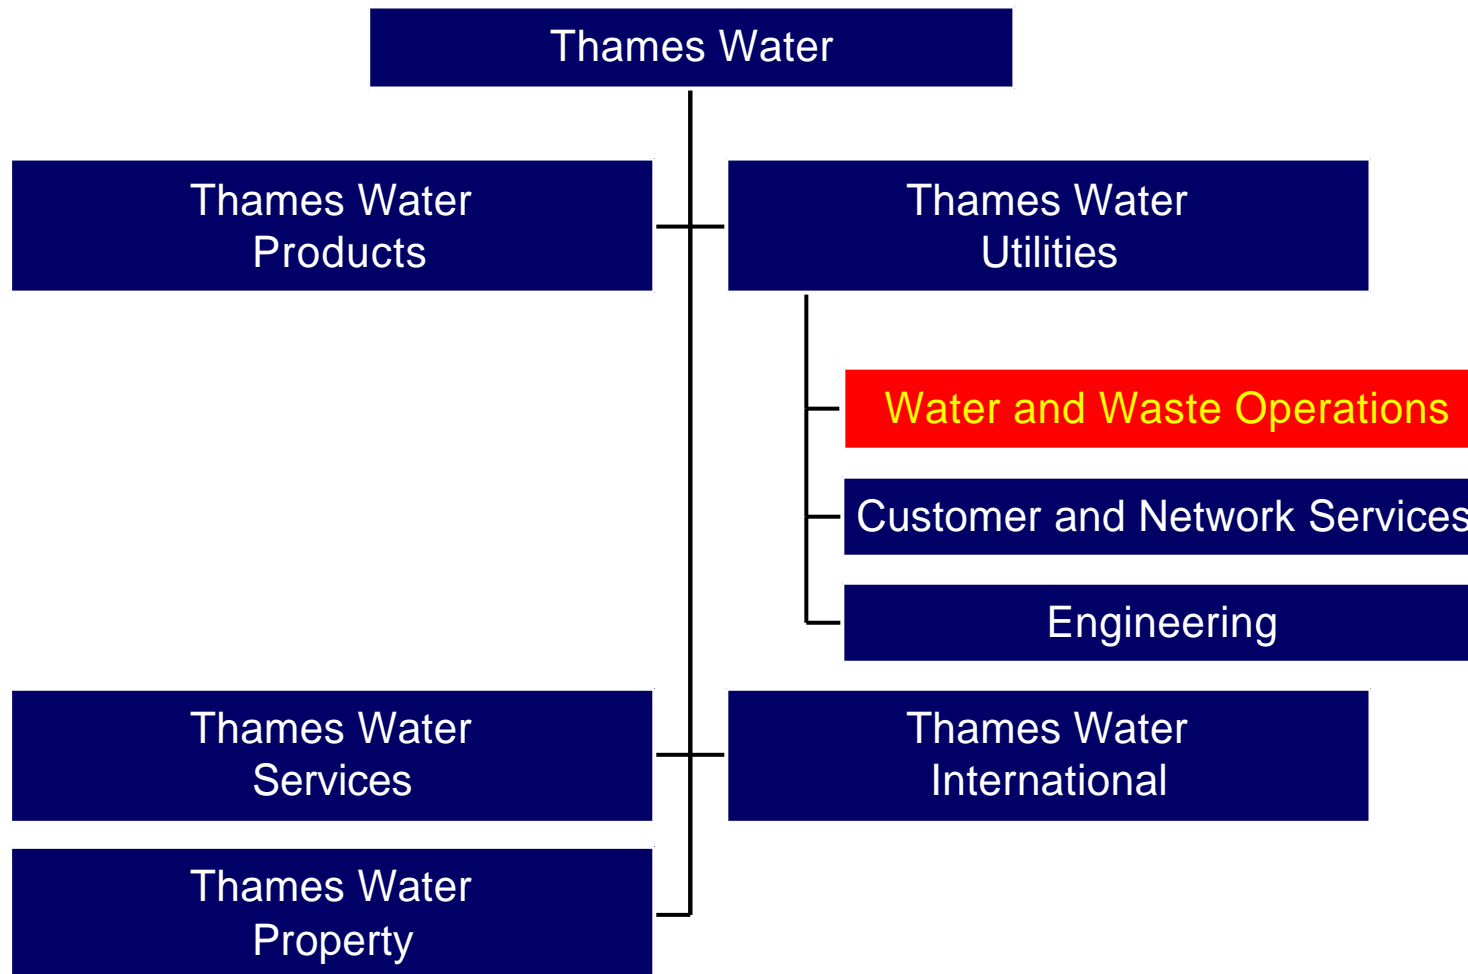 Thames Water
Thames Water
Products
Thames Water
Utilities
Water and Waste Operations
Customer and Network Services
Engineering
Thames Water
Services
Thames Water
International
Thames Water
Property